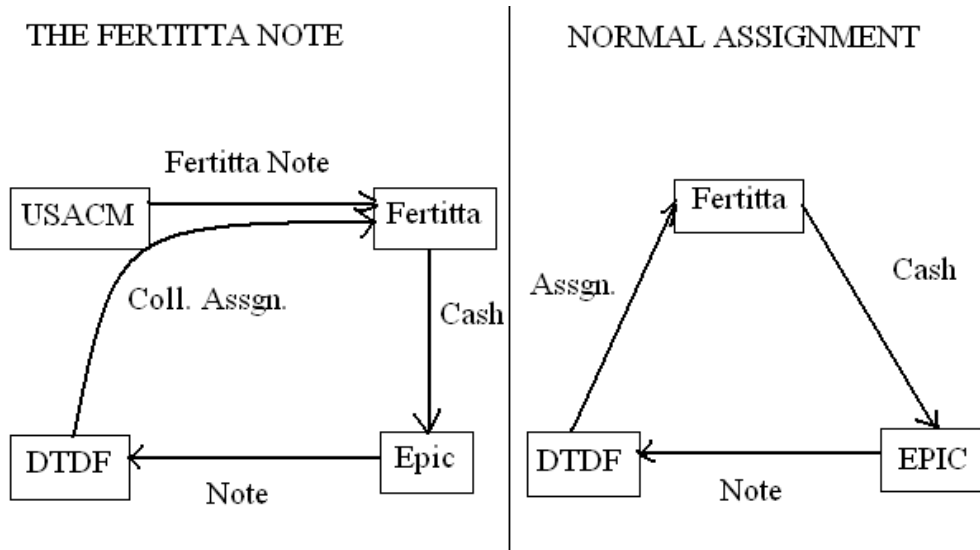 THE FERTITTA NOTE
Fertitta Note
USACM
Fertitta
Coll. Assgn.
Cash
DTDF
Epic
Note
NORMAL ASSIGNMENT
Fertitta
Assgn.
Cash
DTDF
EPIC
Note